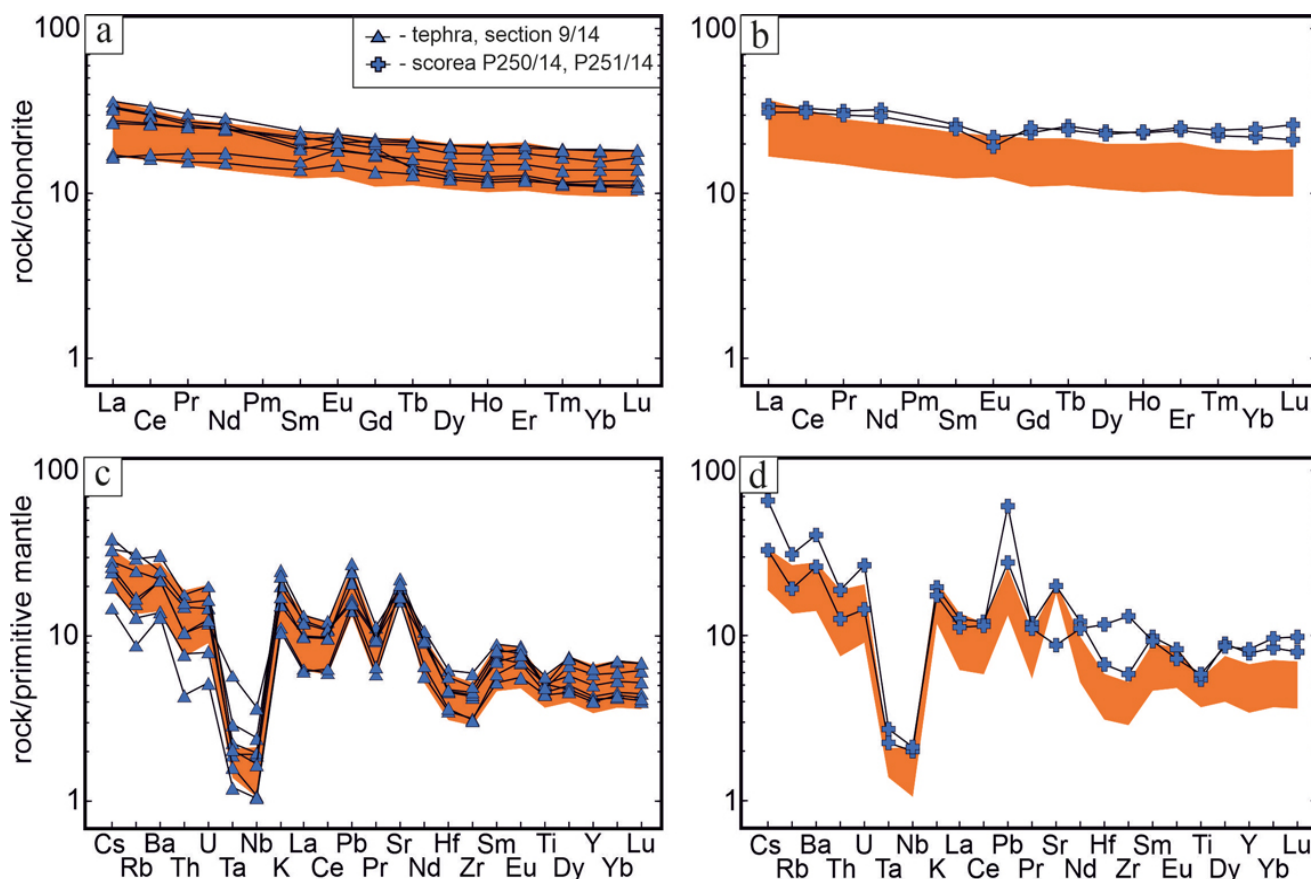 a
- tephra, section 9/14
- scorea P250/14, P251/14
rock/chondrite
100
10
1
La Ce Pr Nd Pm Sm Eu Gd Tb Dy Ho Er Tm Yb Lu
b
100
10
1
La Ce Pr Nd Pm Sm Eu Gd Tb Dy Ho Er Tm Yb Lu
c
rock/primitive mantle
100
10
1
Cs Rb Ba Th U Ta Nb K La Ce Pb Pr Sr Nd Hf Zr Sm Eu Ti Dy Y Yb Lu
d
100
10
1
Cs Rb Ba Th U Ta Nb K La Ce Pb Pr Sr Nd Hf Zr Sm Eu Ti Dy Y Yb Lu